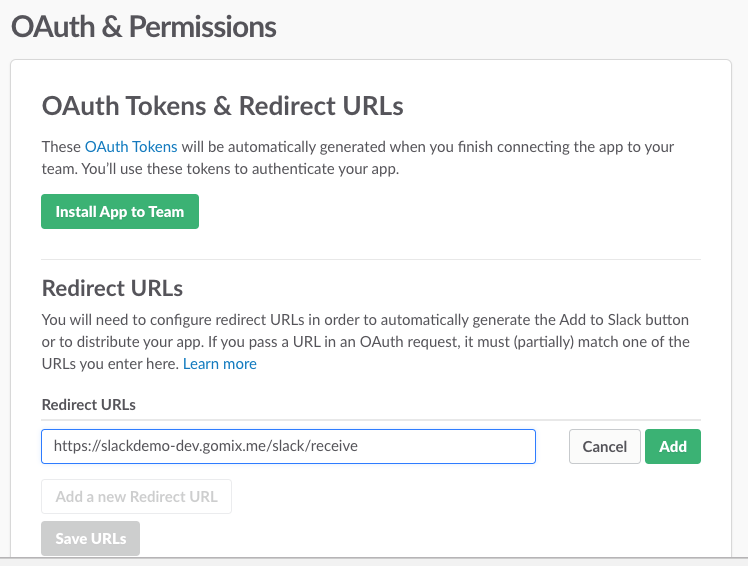 OAuth & Permissions
OAuth Tokens & Redirect URLs
These OAuth Tokens will be automatically generated when you finish connecting the app to your
team. You'll use these tokens to authenticate your app.
Install App to Team
Redirect URLs
You will need to configure redirect URLs in order to automatically generate the Add to Slack button
or to distribute your app. If you pass a URL in an OAuth request, it must (partially) match one of the
URLs you enter here. Learn more
Redirect URLs
https://slackdemo-dev.gomix.me/slack/receive
Cancel
Add
Add a new Redirect URL
Save URLs